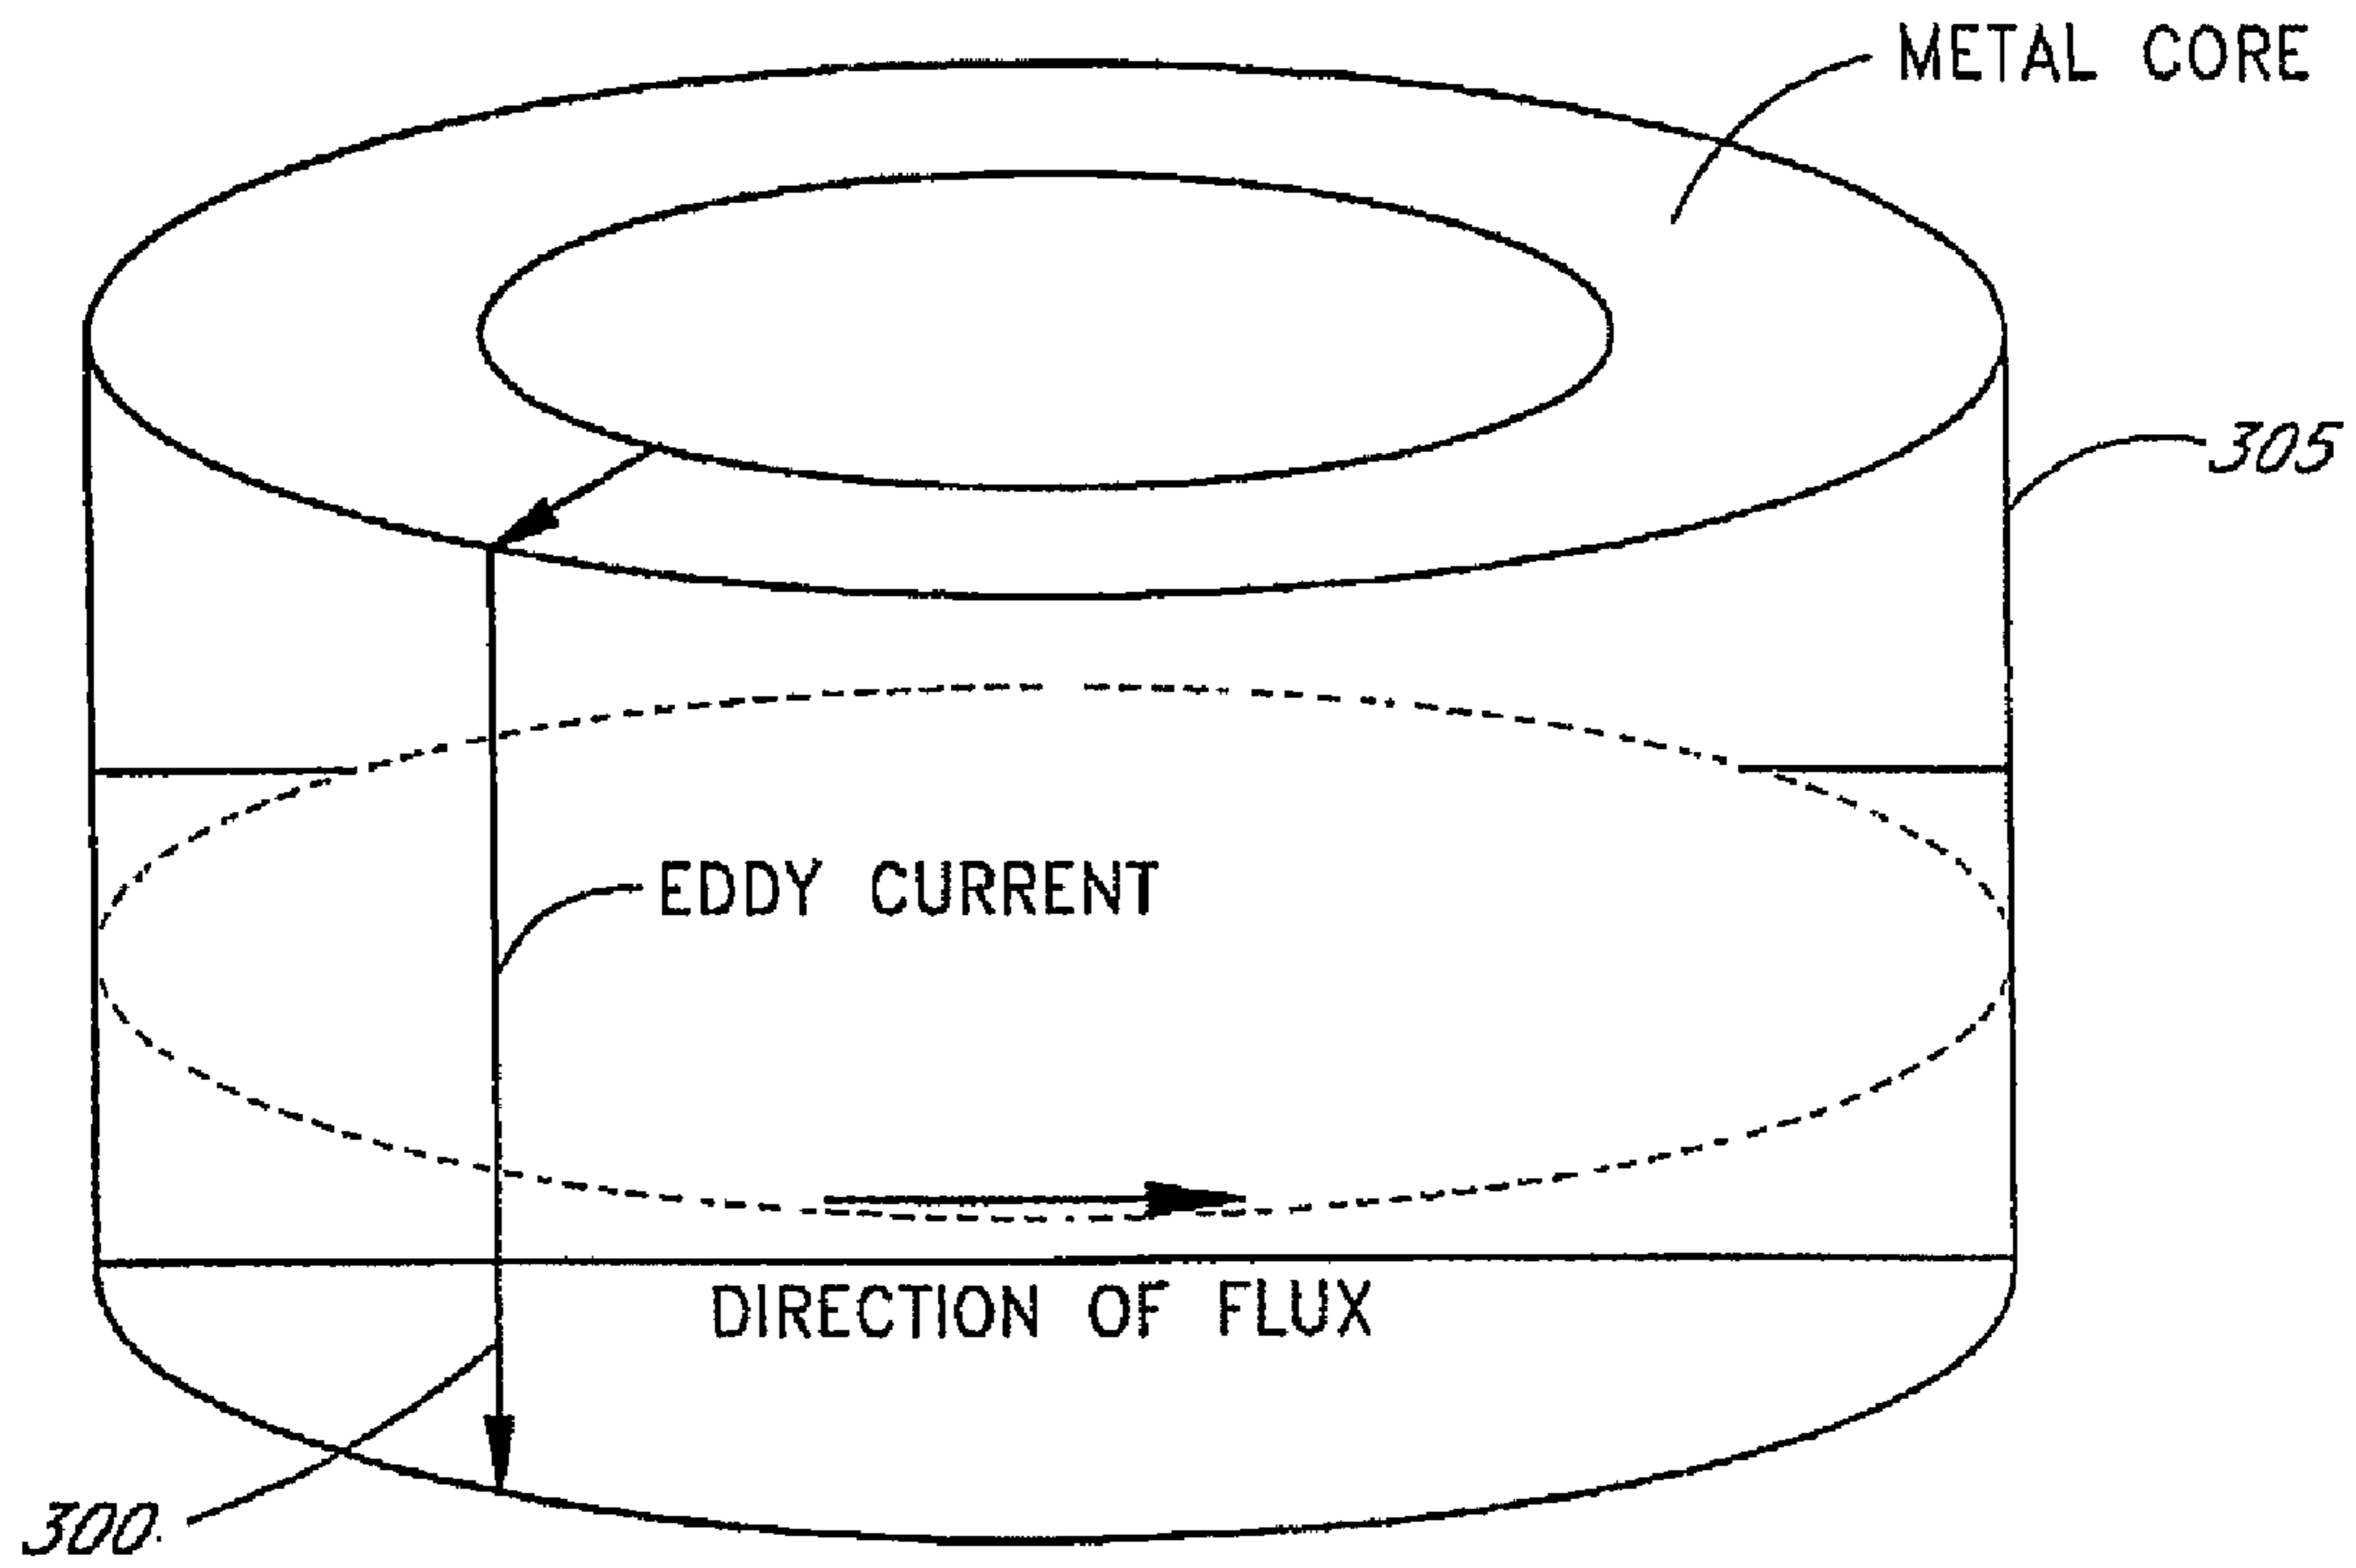 METAL CORE
305
EDDY CURRENT
DIRECTION OF FLUX
300